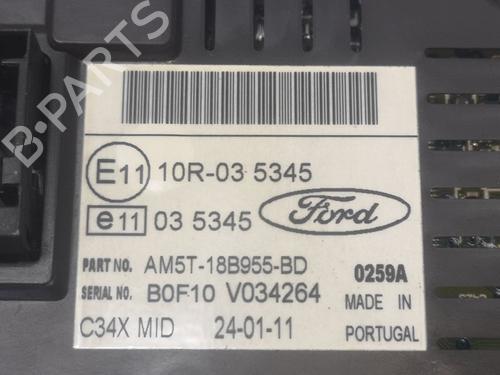 B·PARTS
E11 10R-03 5345
e11 03 5345 Ford
PART NO. AM5T-18B955-BD 0259A
SERIAL NO. B0F10 V034264 MADE IN
C34X MID 24-01-11 PORTUGAL